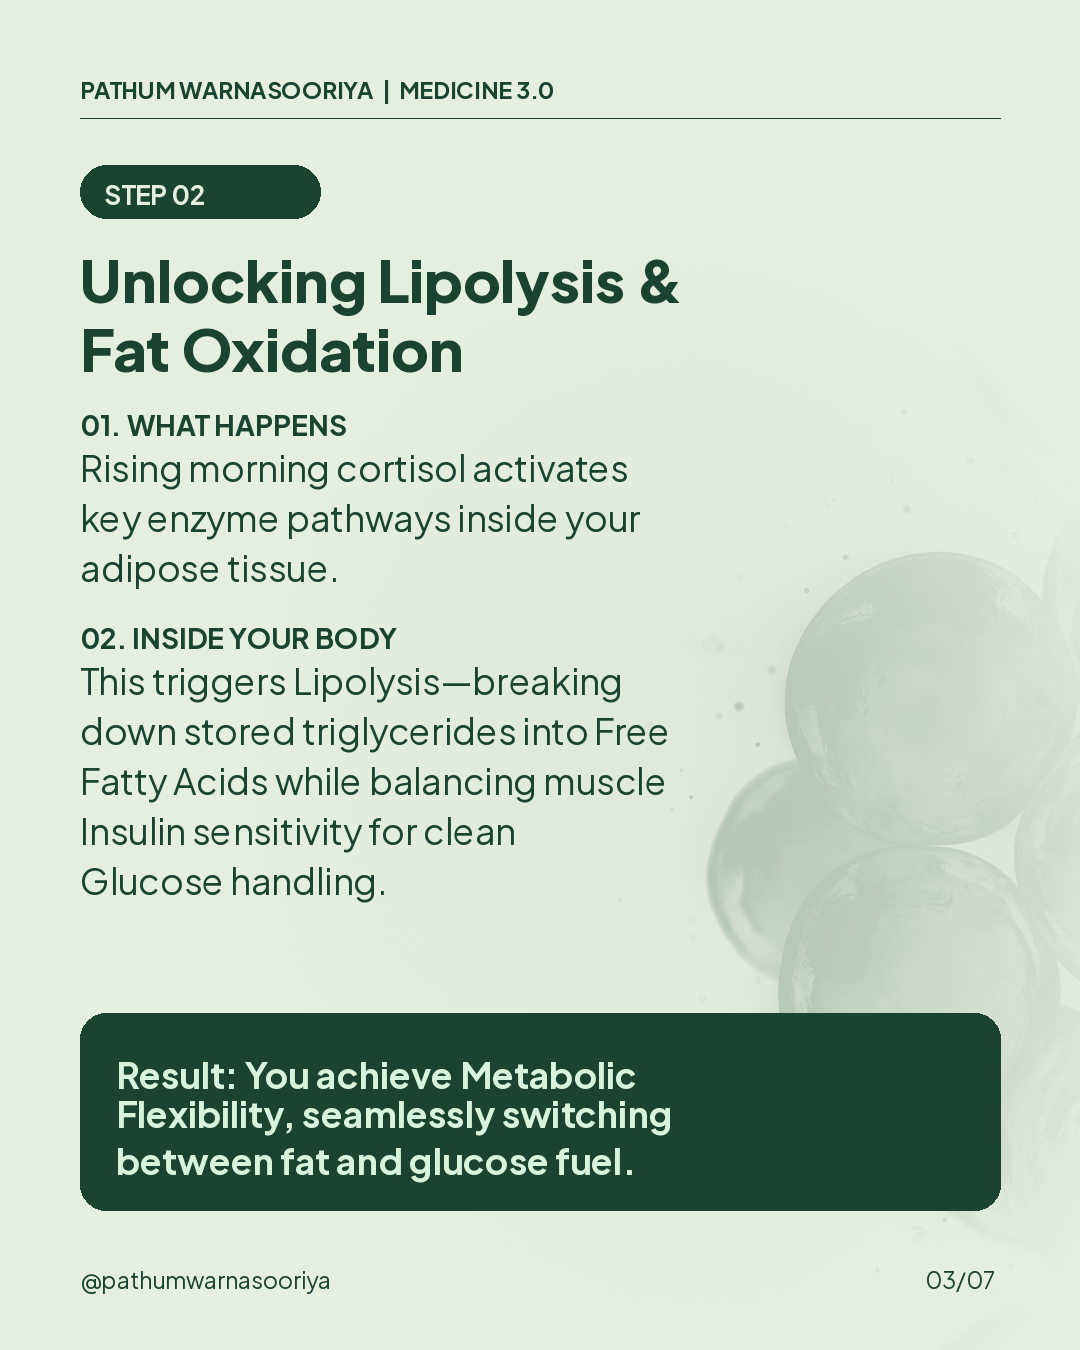 PATHUM WARNASOORIYA | MEDICINE 3.0
STEP 02
Unlocking Lipolysis &
Fat Oxidation
01. WHAT HAPPENS
Rising morning cortisol activates
key enzyme pathways inside your
adipose tissue.
02. INSIDE YOUR BODY
This triggers Lipolysis—breaking
down stored triglycerides into Free
Fatty Acids while balancing muscle
Insulin sensitivity for clean
Glucose handling.
Result: You achieve Metabolic
Flexibility, seamlessly switching
between fat and glucose fuel.
@pathumwarnasooriya
03/07